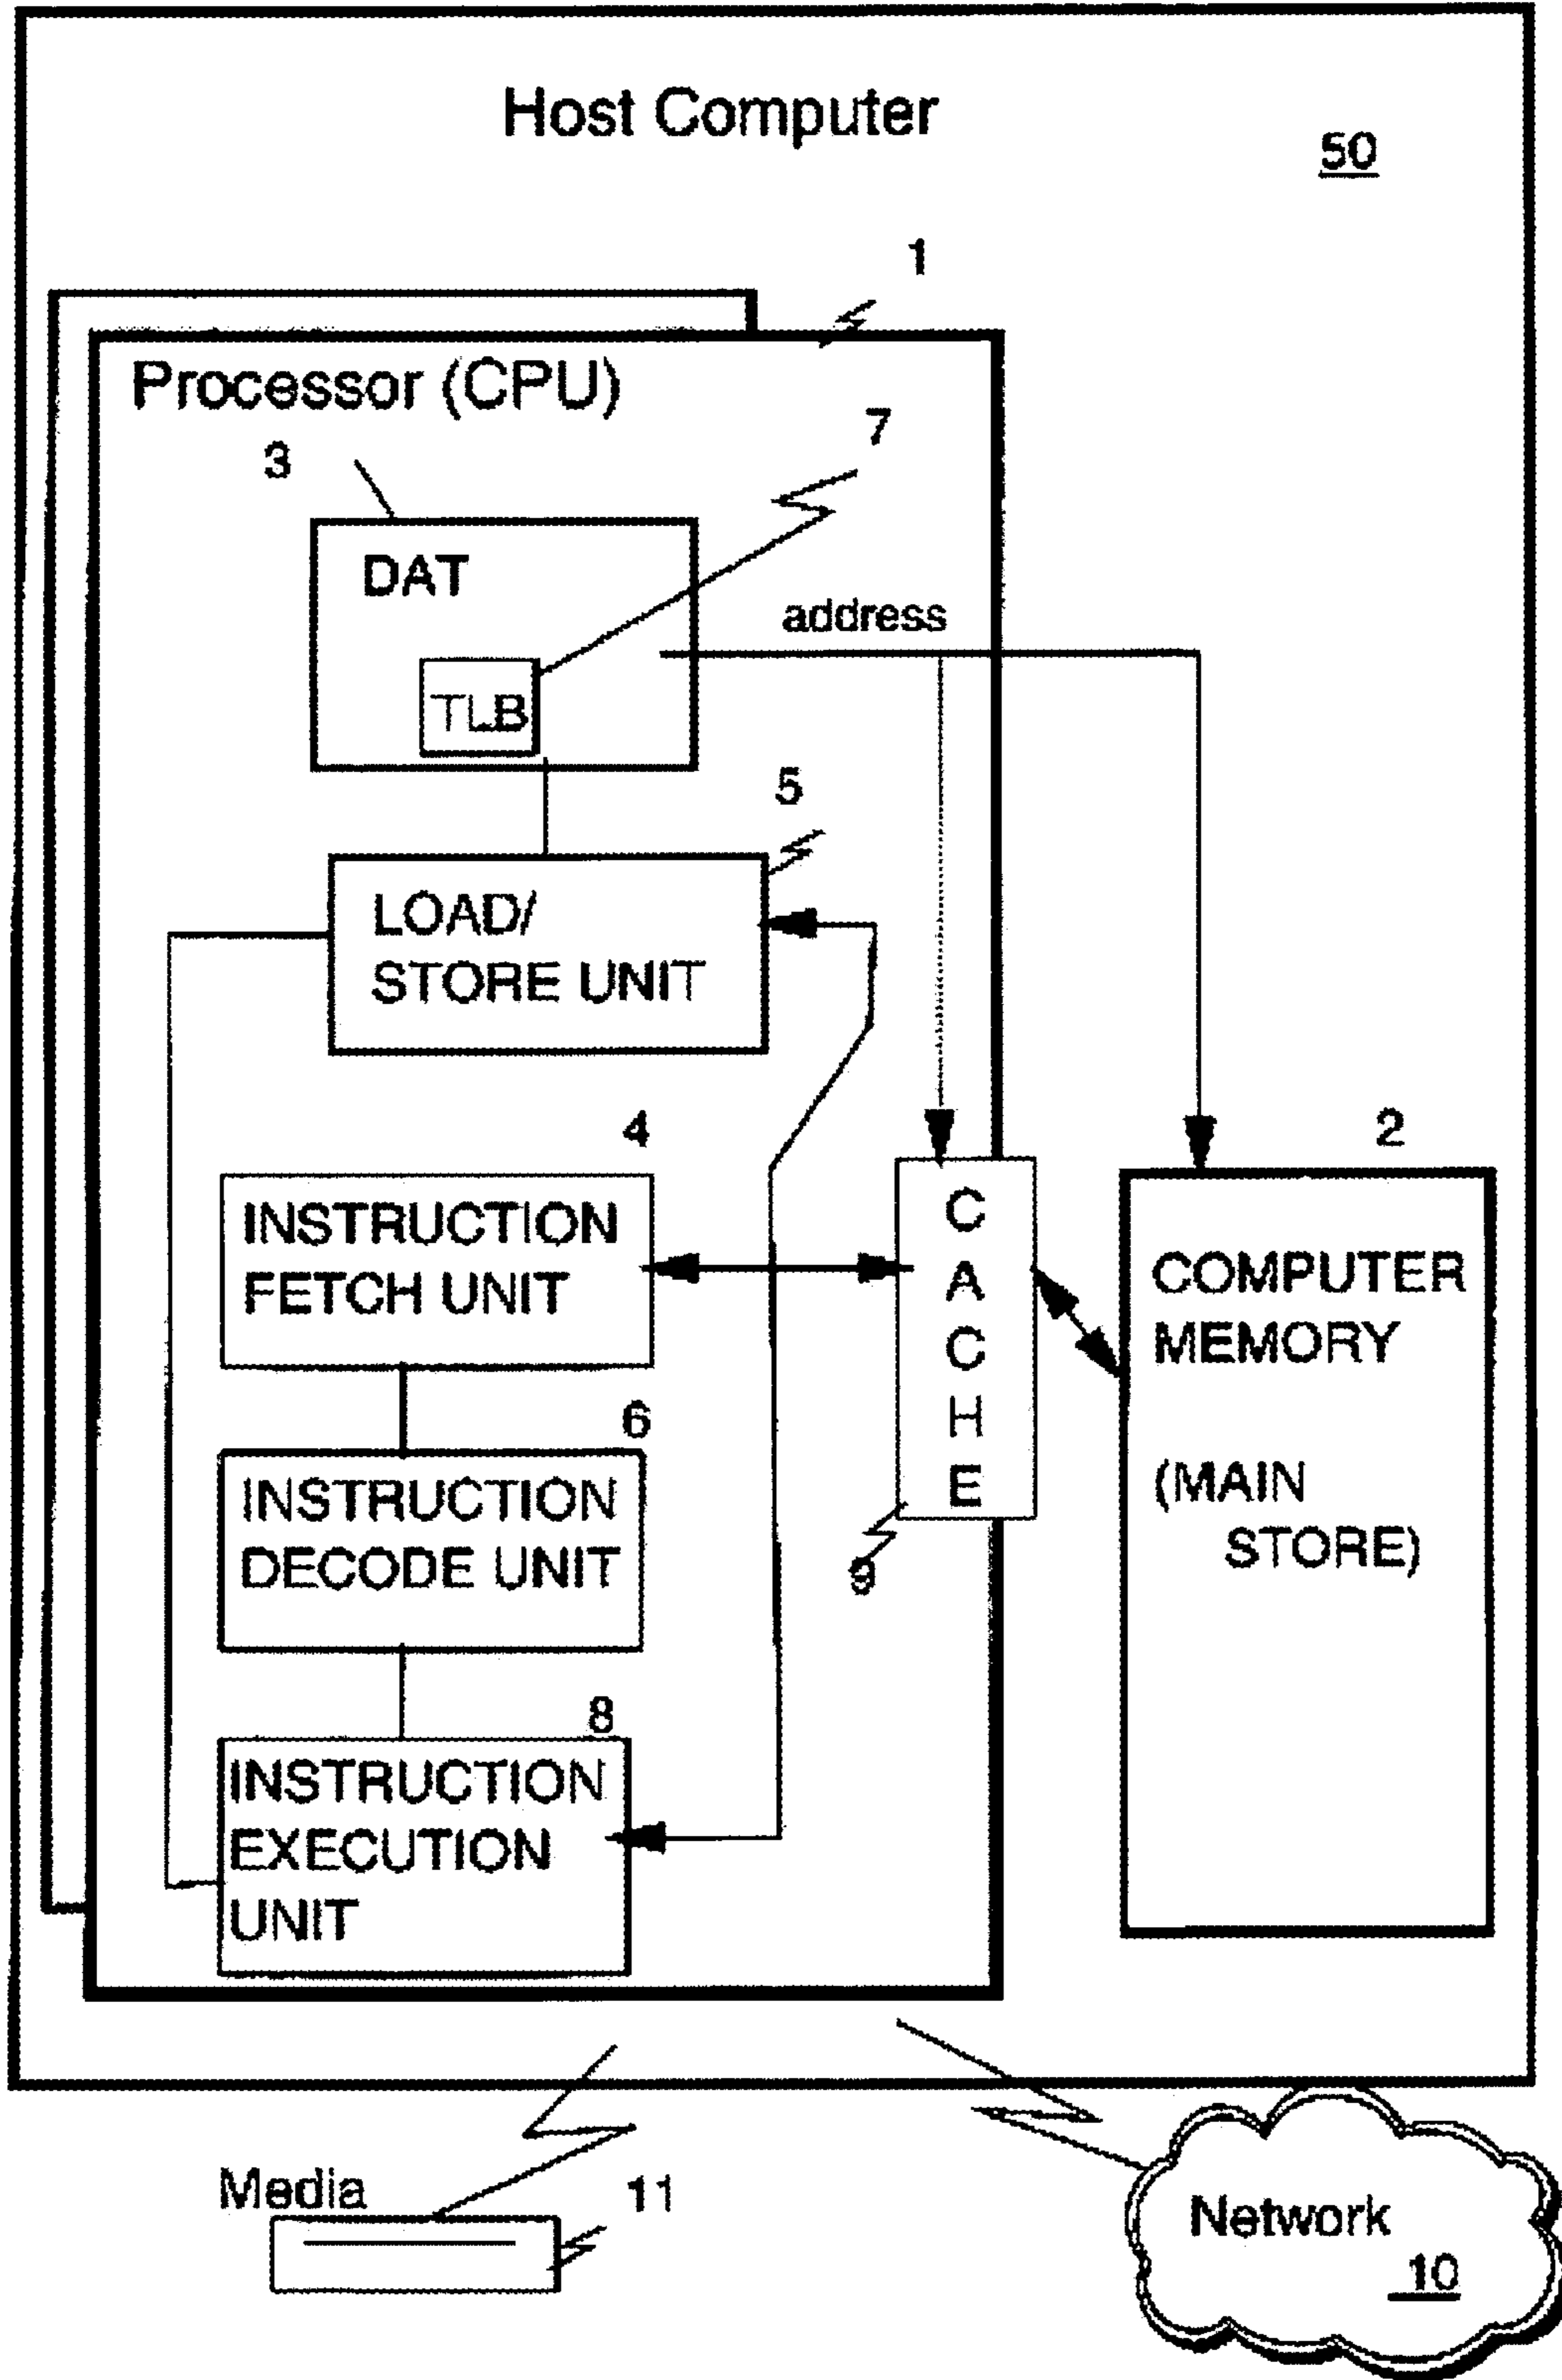 Host Computer
50
1
Processor (CPU)
7
3
DAT
address
TLB
5
LOAD/
STORE UNIT
4
2
INSTRUCTION
FETCH UNIT
C
A
C
H
E
COMPUTER
MEMORY
(MAIN
STORE)
6
INSTRUCTION
DECODE UNIT
9
8
INSTRUCTION
EXECUTION
UNIT
Media
11
Network
10